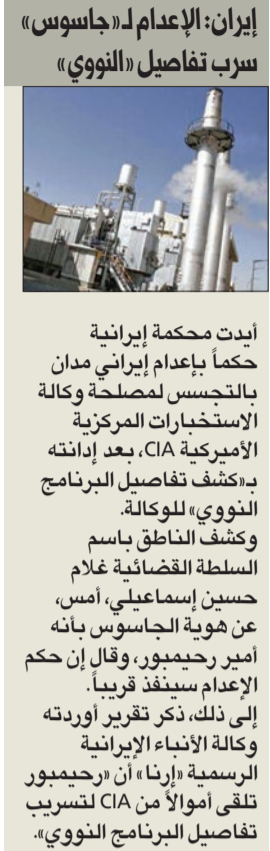 إيران: الإعدام لـ«جاسوس»
سرب تفاصيل «النووي»
أيدت محكمة إيرانية
حكماً بإعدام إيراني مدان
بالتجسس لمصلحة وكالة
الاستخبارات المركزية
الأميركية CIA، بعد إدانته
بـ«كشف تفاصيل البرنامج
النووي» للوكالة.
وكشف الناطق باسم
السلطة القضائية غلام
حسين إسماعيلي، أمس،
عن هوية الجاسوس بأنه
أمير رحيمبور، وقال إن حكم
الإعدام سينفذ قريباً.
إلى ذلك، ذكر تقرير أوردته
وكالة الأنباء الإيرانية
الرسمية «إرنا» أن «رحيمبور
تلقى أموالاً من CIA لتسريب
تفاصيل البرنامج النووي».